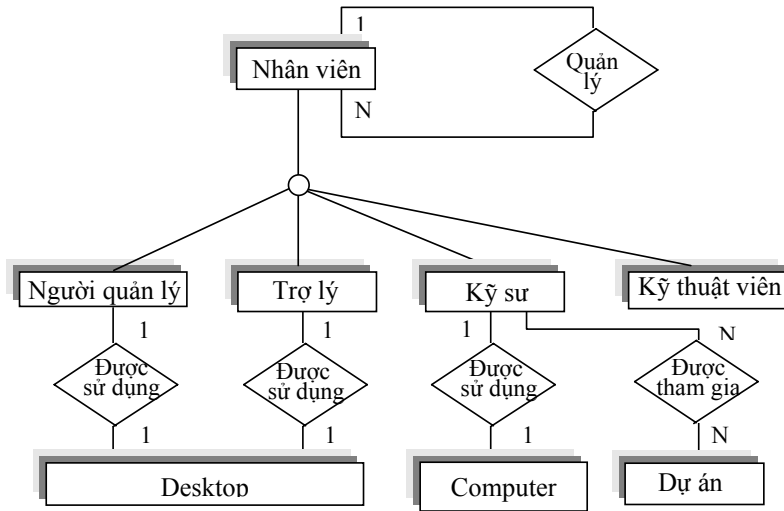 1
Nhân viên
Quản
lý
N
Người quản lý
Trợ lý
Kỹ sư
Kỹ thuật viên
1
1
1
N
Được
sử dụng
Được
sử dụng
Được
sử dụng
Được
tham gia
1
1
1
N
Desktop
Computer
Dự án